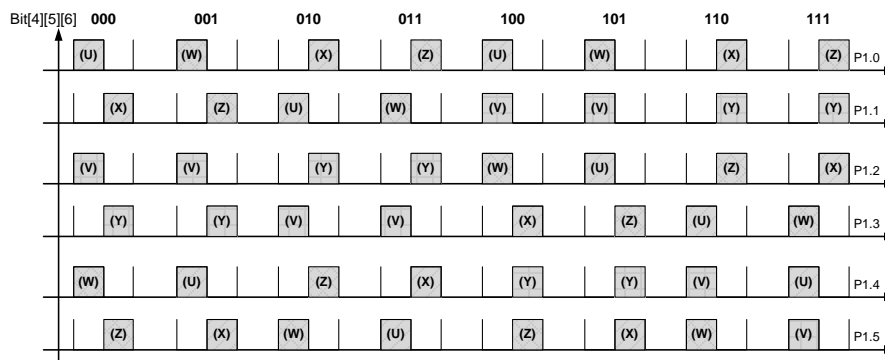 Bit[4][5][6] 000 001 010 011 100 101 110 111
(U) (W) (X) (Z) (U) (W) (X) (Z) P1.0
(X) (Z) (U) (W) (V) (V) (Y) (Y) P1.1
(V) (V) (Y) (Y) (W) (U) (Z) (X) P1.2
(Y) (Y) (V) (V) (X) (Z) (U) (W) P1.3
(W) (U) (Z) (X) (Y) (Y) (V) (U) P1.4
(Z) (X) (W) (U) (Z) (X) (W) (V) P1.5